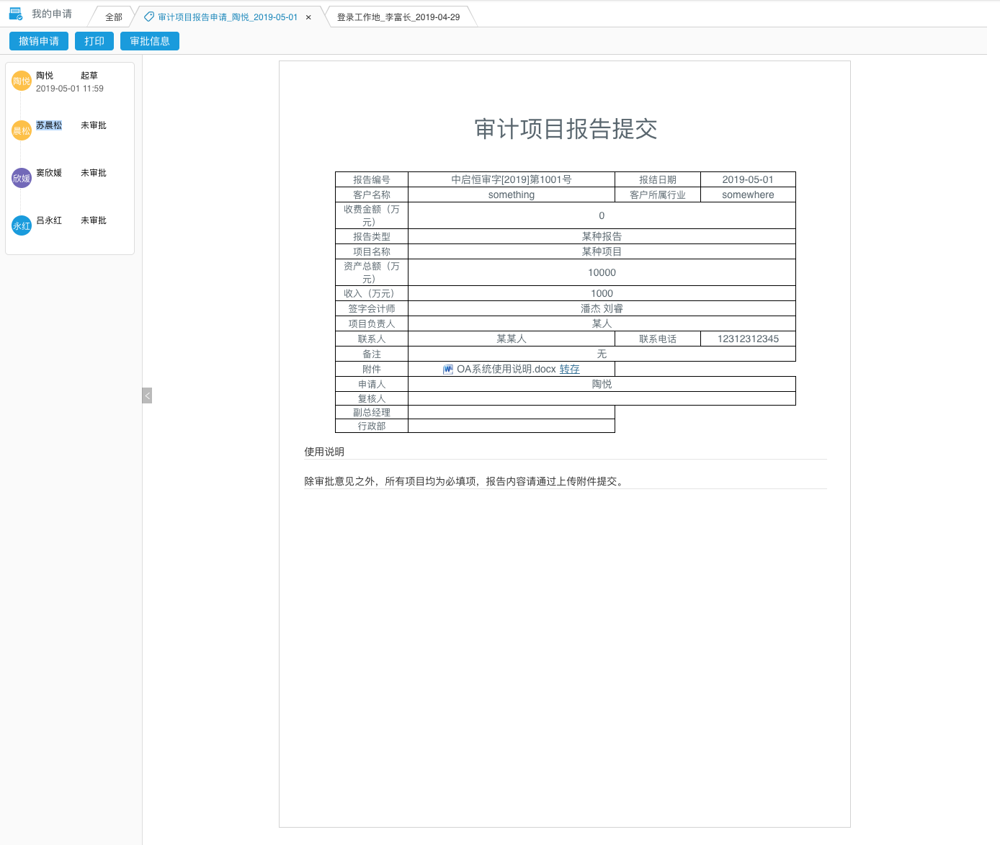 我的申请
全部
审计项目报告申请_陶悦_2019-05-01 ×
登录工作地_李富长_2019-04-29
撤销申请 打印 审批信息
陶悦 陶悦 起草
2019-05-01 11:59
晨松 苏晨松 未审批
欣媛 窦欣媛 未审批
永红 吕永红 未审批
<
审计项目报告提交
报告编号 中启恒审字[2019]第1001号 报结日期 2019-05-01
客户名称 something 客户所属行业 somewhere
收费金额（万
元） 0
报告类型 某种报告
项目名称 某种项目
资产总额（万
元） 10000
收入（万元） 1000
签字会计师 潘杰 刘睿
项目负责人 某人
联系人 某某人 联系电话 12312312345
备注 无
附件 W OA系统使用说明.docx 转存
申请人 陶悦
复核人
副总经理
行政部
使用说明
除审批意见之外，所有项目均为必填项，报告内容请通过上传附件提交。